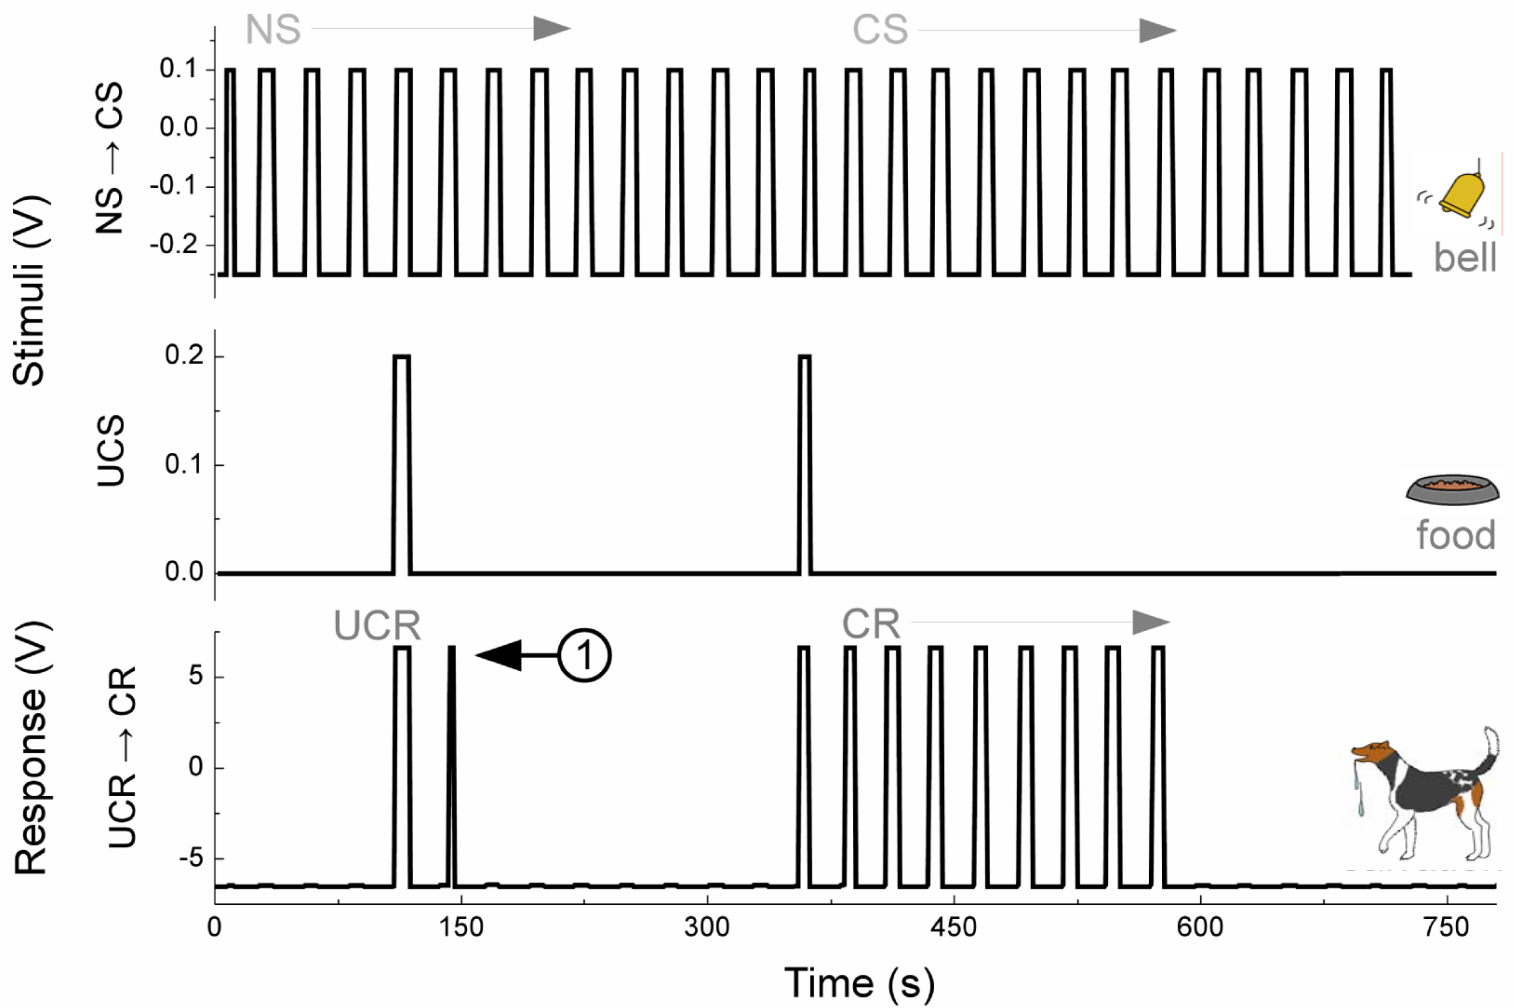 NS
CS
Stimuli (V)
NS → CS
0.1
0.0
-0.1
-0.2
bell
UCS
0.2
0.1
0.0
food
UCR
1
CR
Response (V)
UCR → CR
5
0
-5
0
150
300
450
600
750
Time (s)